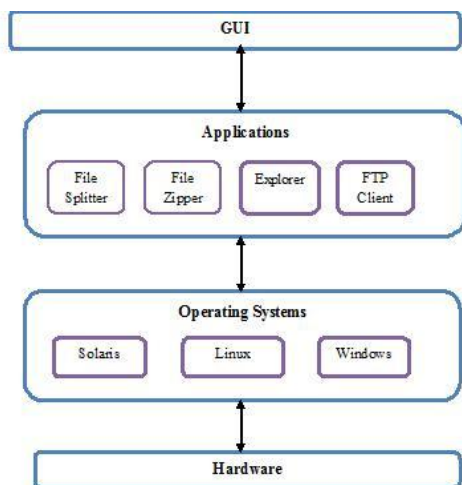 GUI
Applications
File
Splitter
File
Zipper
Explorer
FTP
Client
Operating Systems
Solaris
Linux
Windows
Hardware